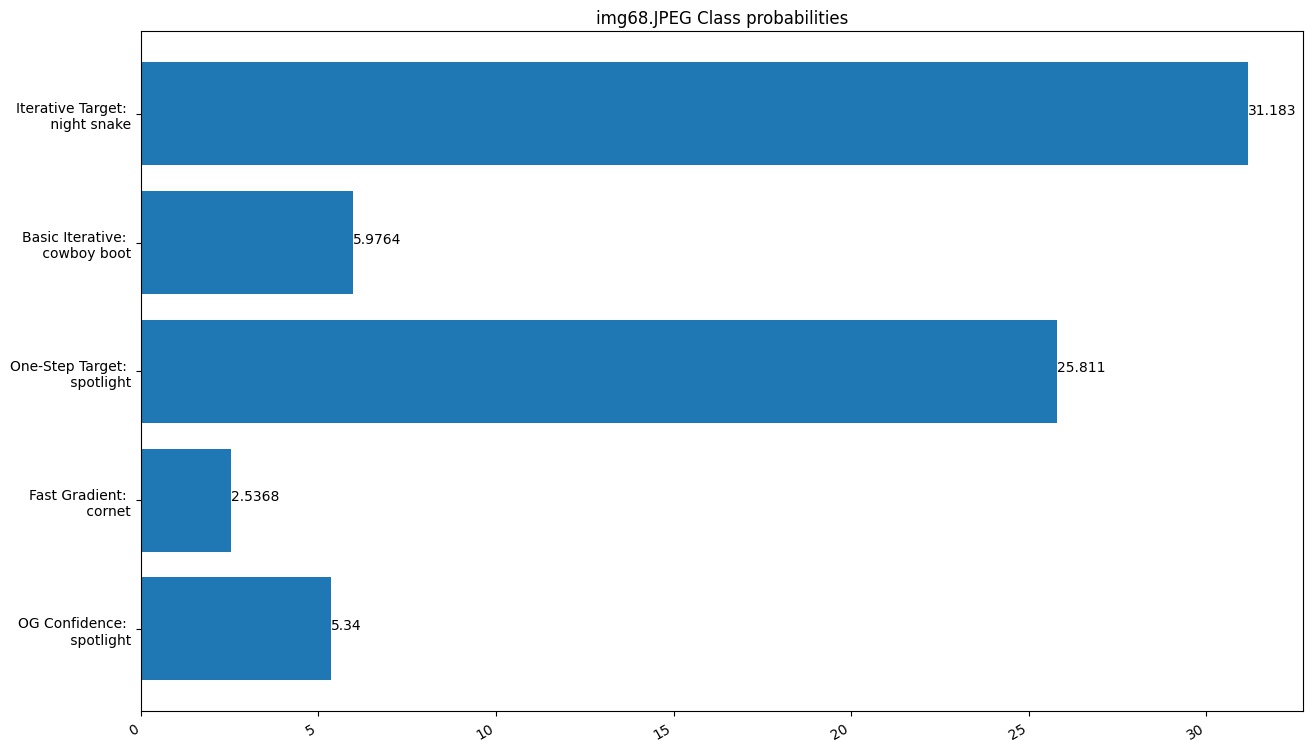 img68.JPEG Class probabilities
Iterative Target:
night snake
31.183
Basic Iterative:
cowboy boot
5.9764
One-Step Target:
spotlight
25.811
Fast Gradient:
cornet
2.5368
OG Confidence:
spotlight
5.34
0
5
10
15
20
25
30